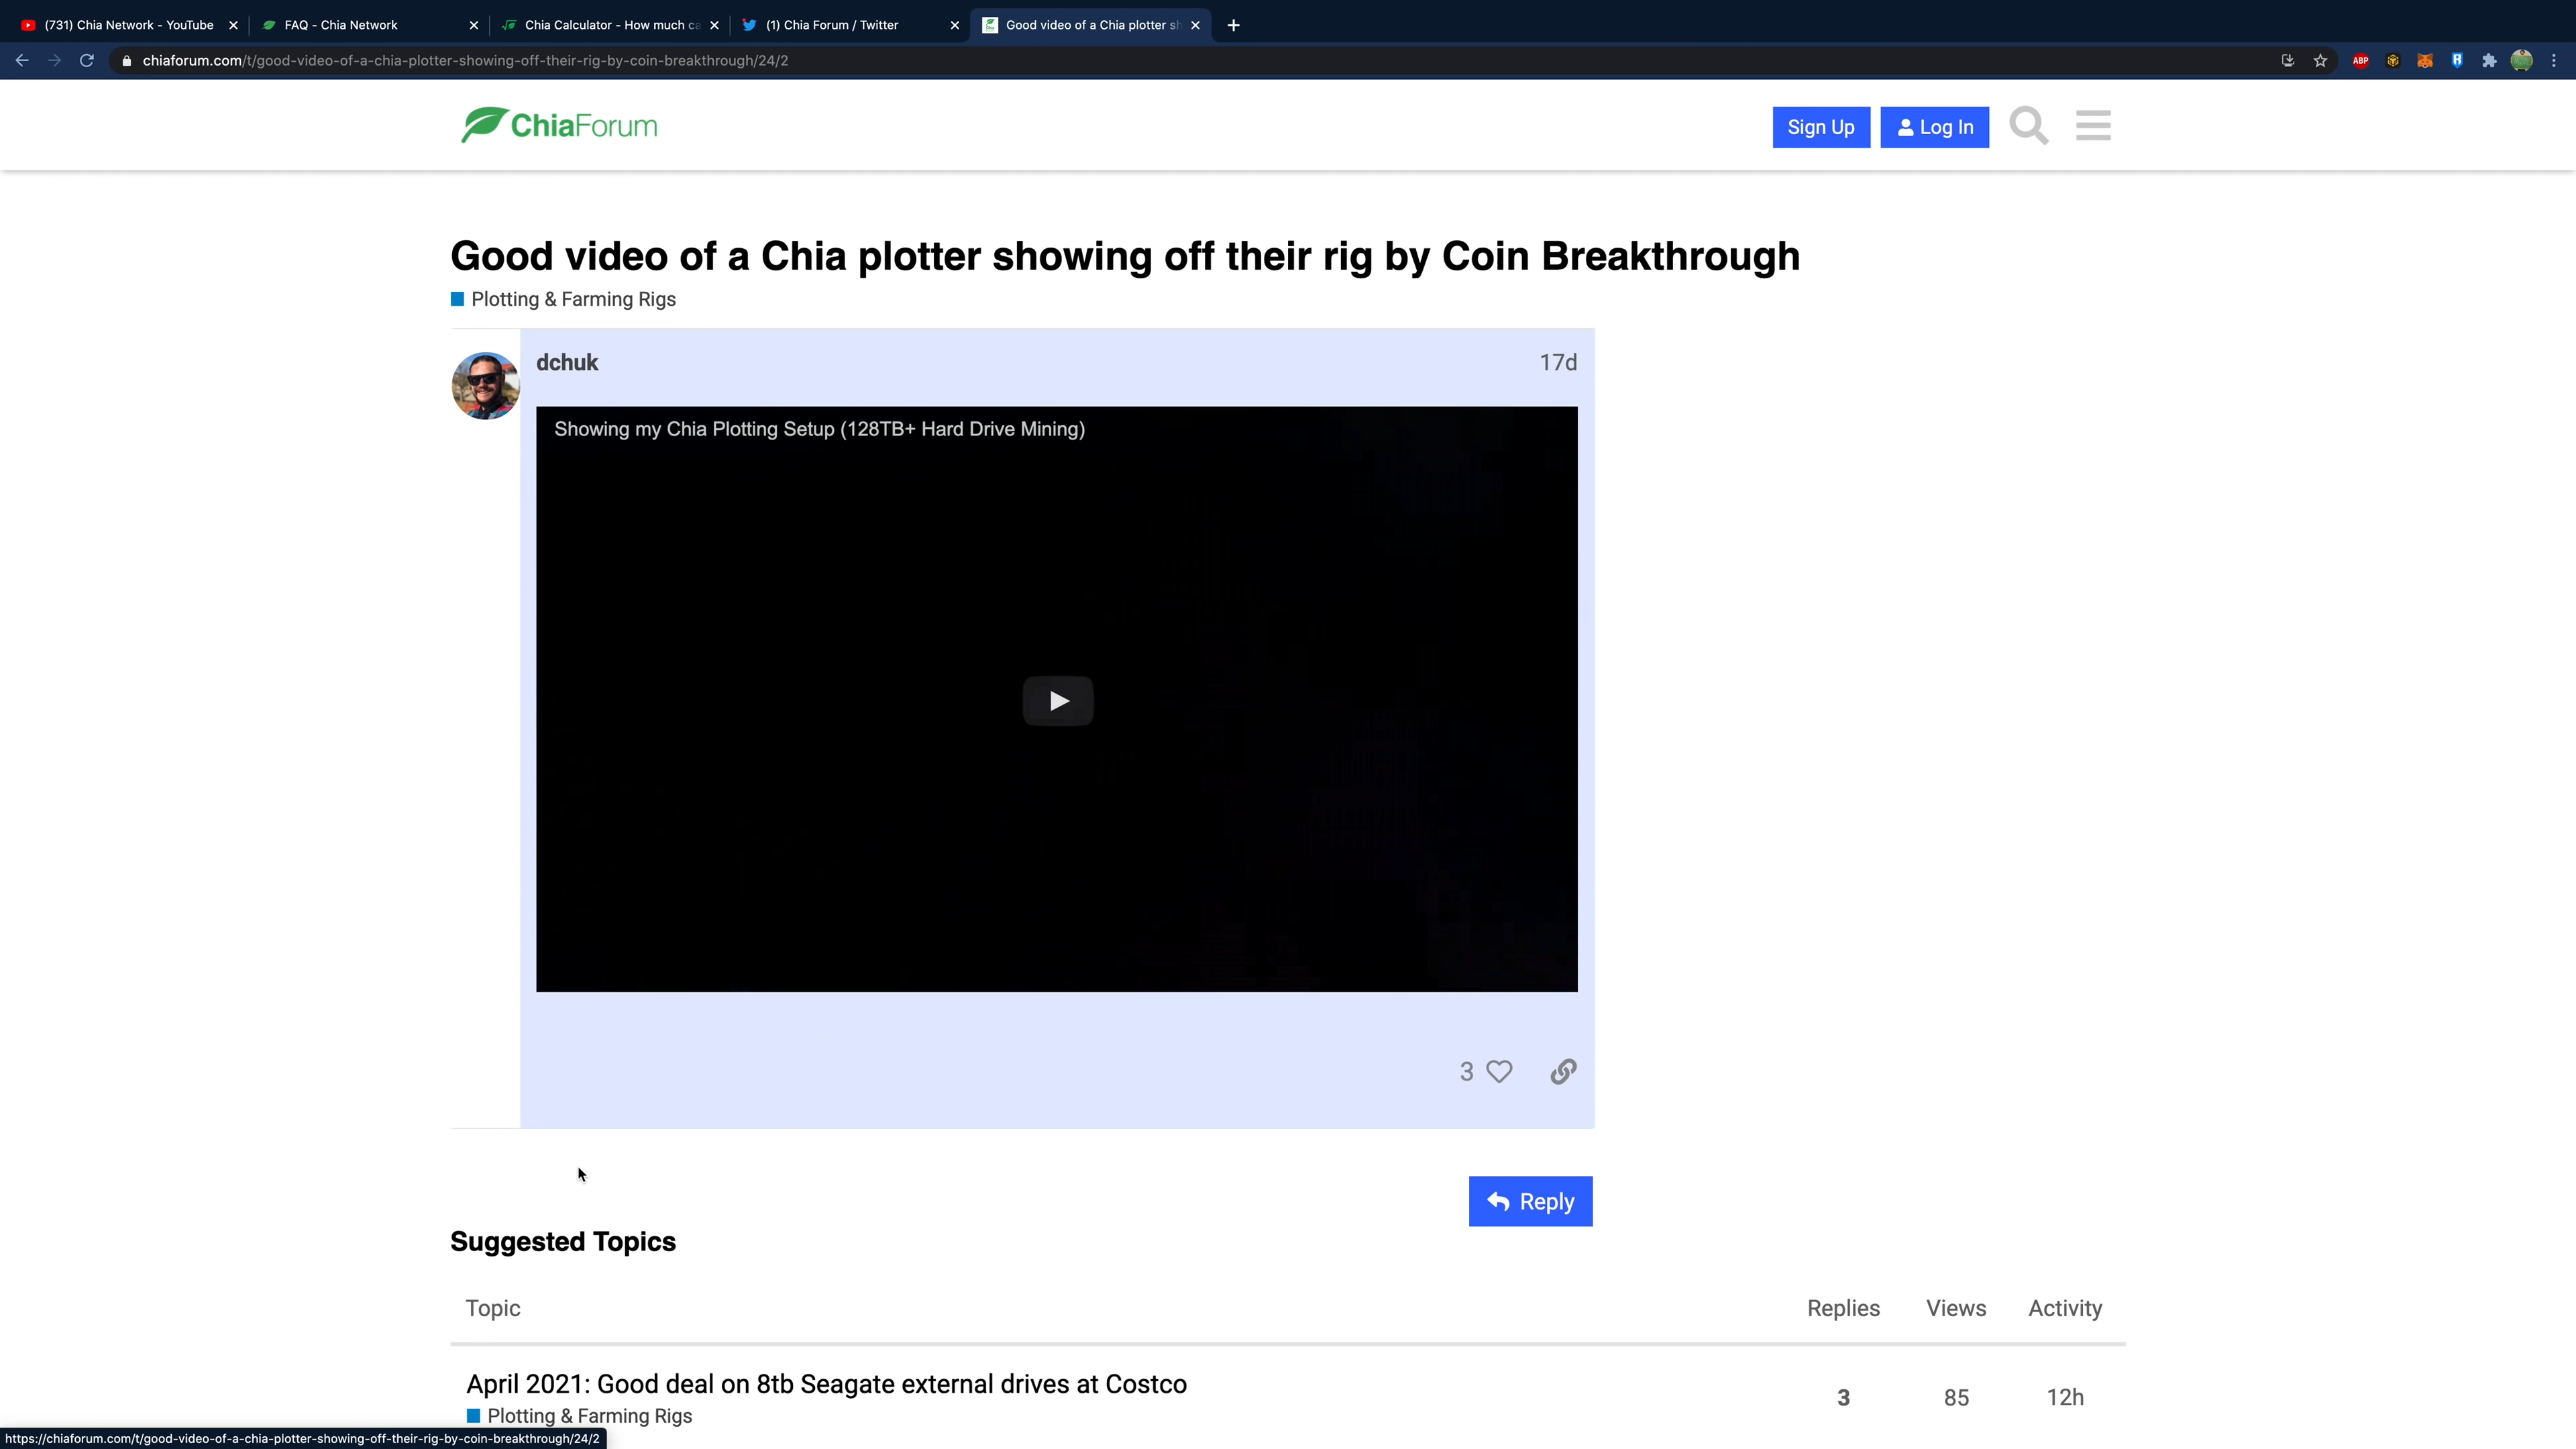 (731) Chia Network - YouTube
FAQ - Chia Network
Chia Calculator - How much ca
(1) Chia Forum / Twitter
Good video of a Chia plotter sh
chiaforum.com/t/good-video-of-a-chia-plotter-showing-off-their-rig-by-coin-breakthrough/24/2
ABP
ChiaForum
Sign Up
Log In
Good video of a Chia plotter showing off their rig by Coin Breakthrough
Plotting & Farming Rigs
dchuk
17d
Showing my Chia Plotting Setup (128TB+ Hard Drive Mining)
3
Reply
Suggested Topics
Topic Replies Views Activity
April 2021: Good deal on 8tb Seagate external drives at Costco
3 85 12h
Plotting & Farming Rigs
https://chiaforum.com/t/good-video-of-a-chia-plotter-showing-off-their-rig-by-coin-breakthrough/24/2